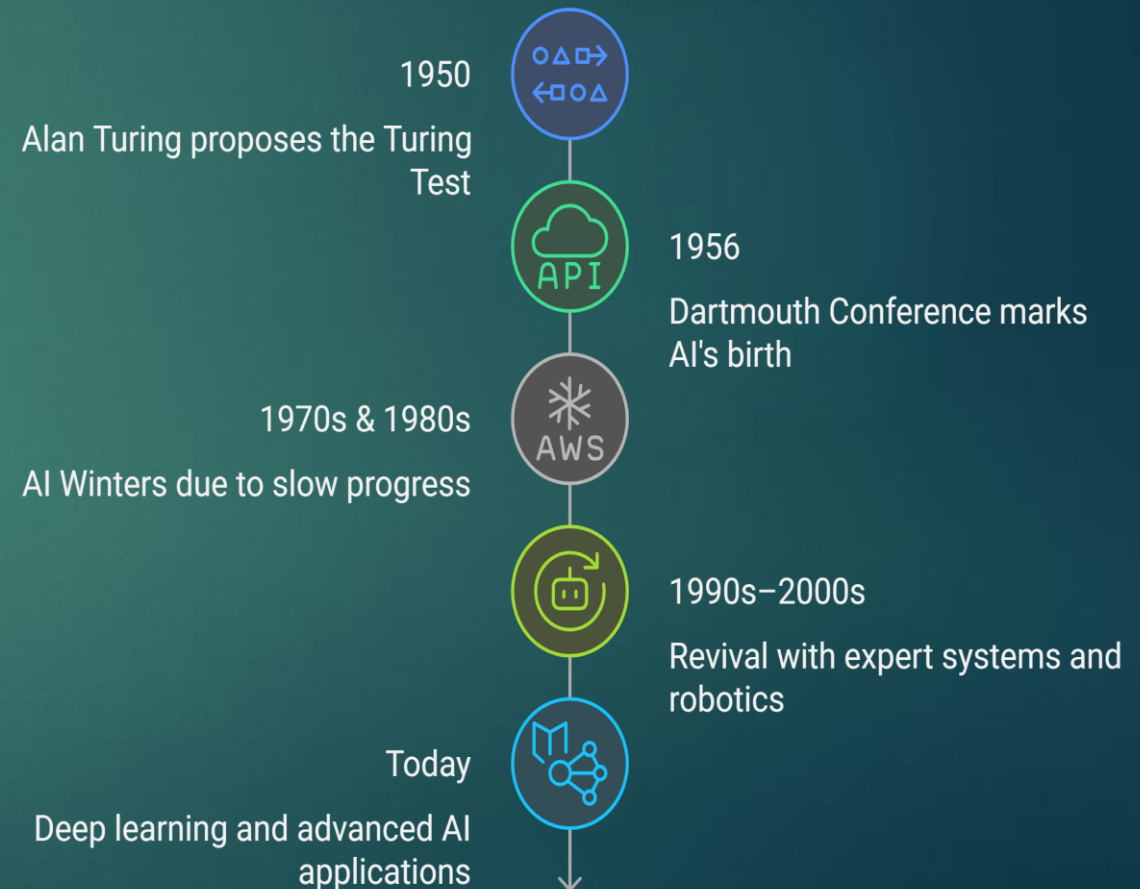 1950
Alan Turing proposes the Turing
Test
API
1956
Dartmouth Conference marks
AI's birth
1970s & 1980s
AWS
AI Winters due to slow progress
1990s–2000s
Revival with expert systems and
robotics
Today
Deep learning and advanced AI
applications